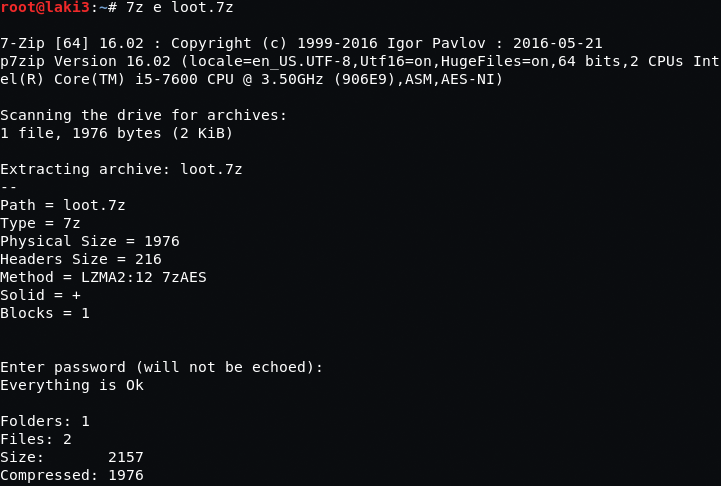 root@laki3:~# 7z e loot.7z
7-Zip [64] 16.02 : Copyright (c) 1999-2016 Igor Pavlov : 2016-05-21
p7zip Version 16.02 (locale=en_US.UTF-8,Utf16=on,HugeFiles=on,64 bits,2 CPUs Int
el(R) Core(TM) i5-7600 CPU @ 3.50GHz (906E9),ASM,AES-NI)
Scanning the drive for archives:
1 file, 1976 bytes (2 KiB)
Extracting archive: loot.7z
--
Path = loot.7z
Type = 7z
Physical Size = 1976
Headers Size = 216
Method = LZMA2:12 7zAES
Solid = +
Blocks = 1
Enter password (will not be echoed):
Everything is Ok
Folders: 1
Files: 2
Size:       2157
Compressed: 1976